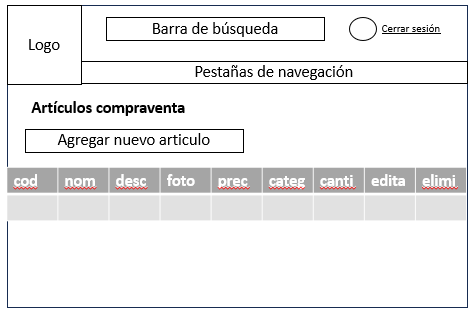 Logo
Barra de búsqueda
Cerrar sesión
Pestañas de navegación
Artículos compraventa
Agregar nuevo articulo
cod nom desc foto prec categ canti edita elimi